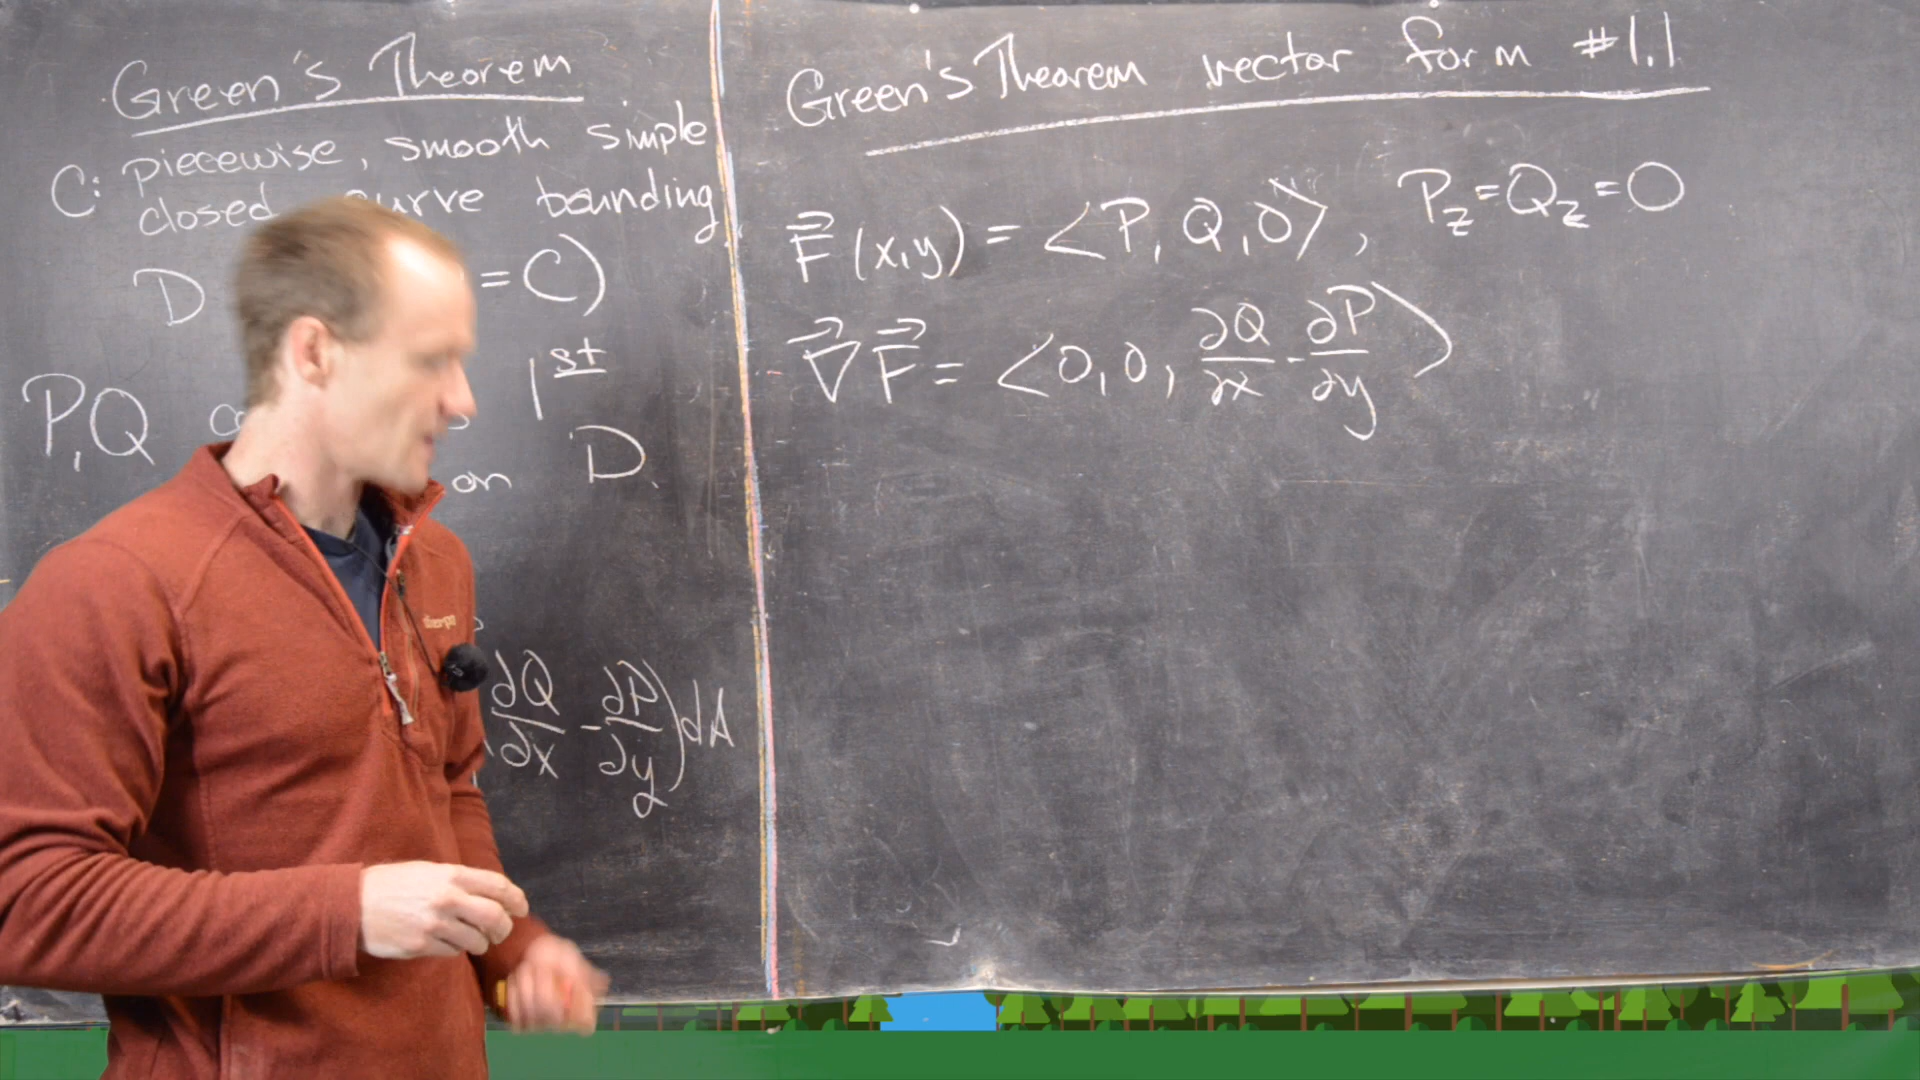 Green's Theorem
C: piecewise, smooth simple
closed curve bounding
D = C)
P,Q 1st
on D.
∂Q/∂x - ∂P/∂y) dA
Green's Theorem vector form #1.1
F⃗ (x,y) = <P, Q, 0>, P_z = Q_z = 0
∇⃗ F⃗ = <0, 0, ∂Q/∂x - ∂P/∂y>
sherpa